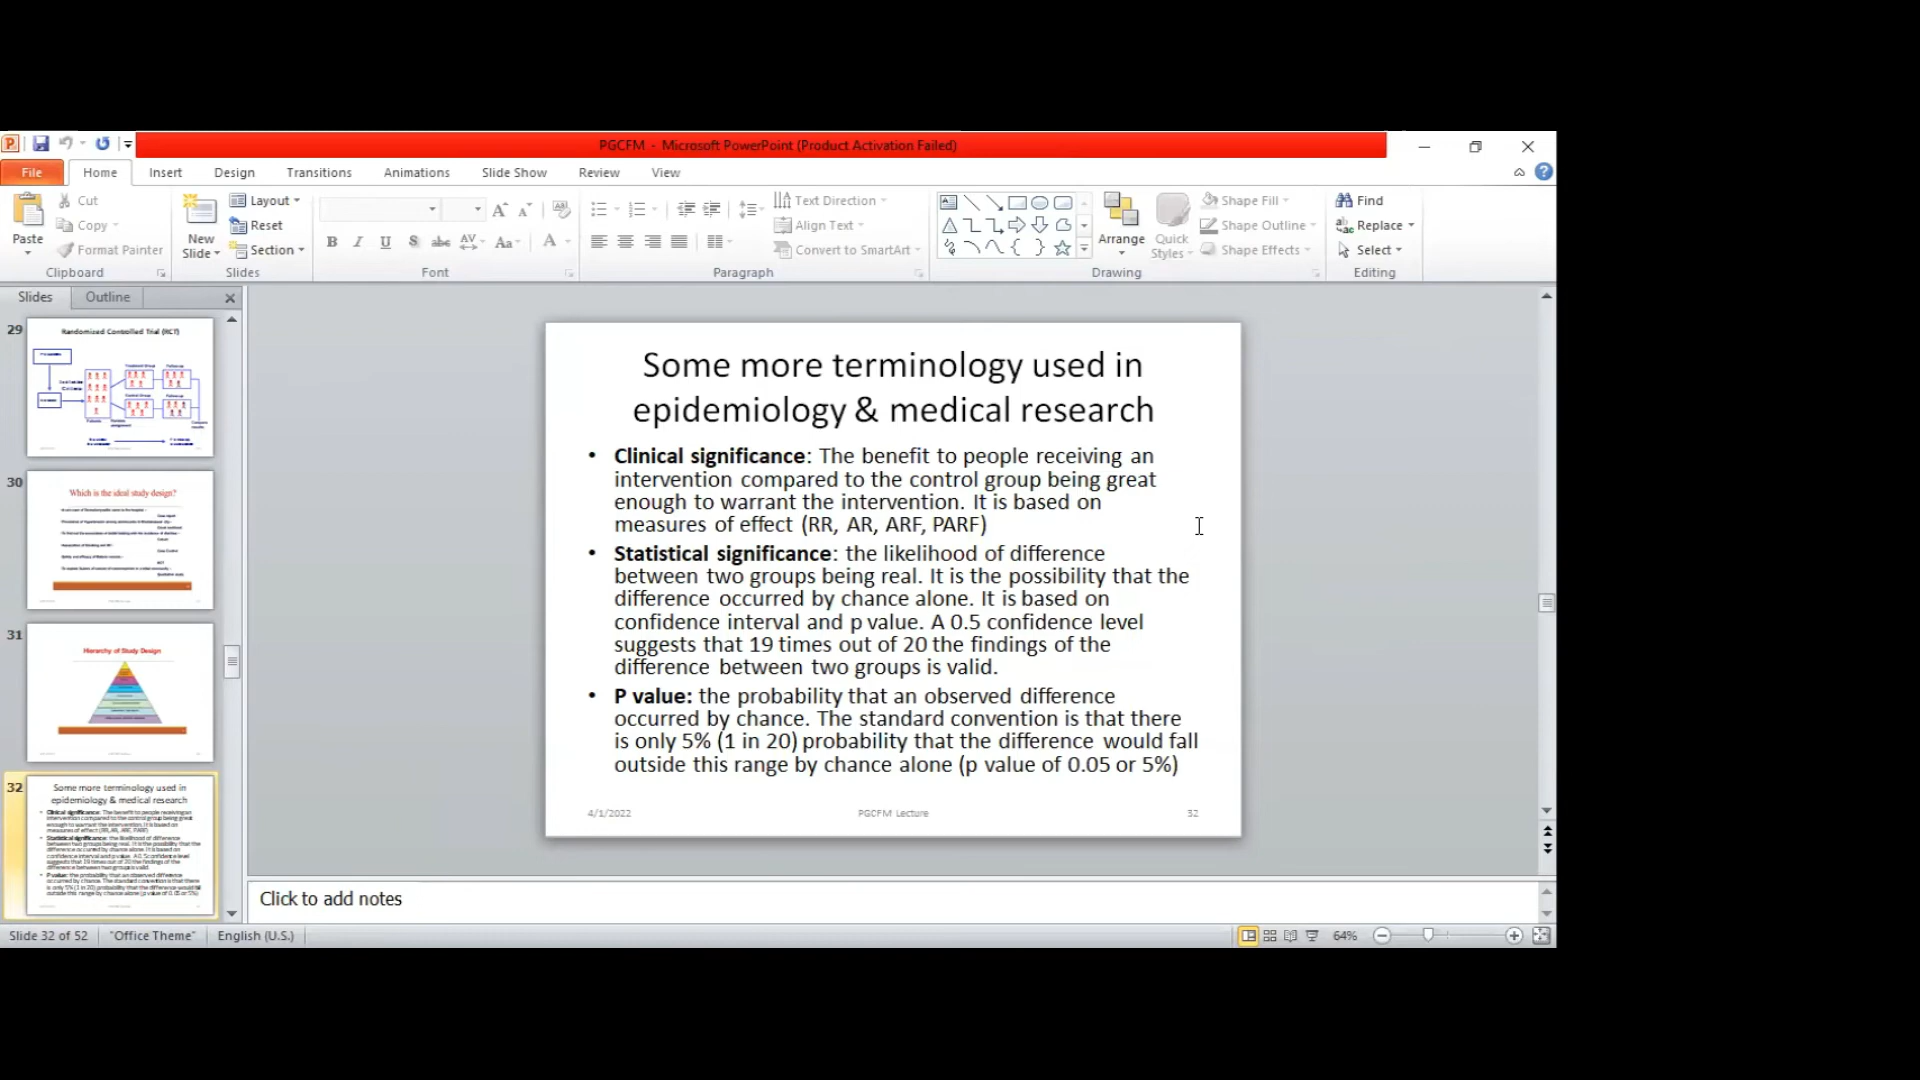 PGCFM - Microsoft PowerPoint (Product Activation Failed)
File Home Insert Design Transitions Animations Slide Show Review View
Paste
Cut
Copy
Format Painter
Clipboard
New Slide
Layout
Reset
Section
Slides
B I U S abc AV Aa A
Font
Text Direction
Align Text
Convert to SmartArt
Paragraph
Arrange
Quick Styles
Shape Fill
Shape Outline
Shape Effects
Drawing
Find
Replace
Select
Editing
Slides Outline
29
Randomized Controlled Trial (RCT)
30
Which is the ideal study design?
31
Hierarchy of Study Design
32
Some more terminology used in
epidemiology & medical research
Some more terminology used in
epidemiology & medical research
• Clinical significance: The benefit to people receiving an
intervention compared to the control group being great
enough to warrant the intervention. It is based on
measures of effect (RR, AR, ARF, PARF)
• Statistical significance: the likelihood of difference
between two groups being real. It is the possibility that the
difference occurred by chance alone. It is based on
confidence interval and p value. A 0.5 confidence level
suggests that 19 times out of 20 the findings of the
difference between two groups is valid.
• P value: the probability that an observed difference
occurred by chance. The standard convention is that there
is only 5% (1 in 20) probability that the difference would fall
outside this range by chance alone (p value of 0.05 or 5%)
4/1/2022 PGCFM Lecture 32
Click to add notes
Slide 32 of 52 "Office Theme" English (U.S.) 64%